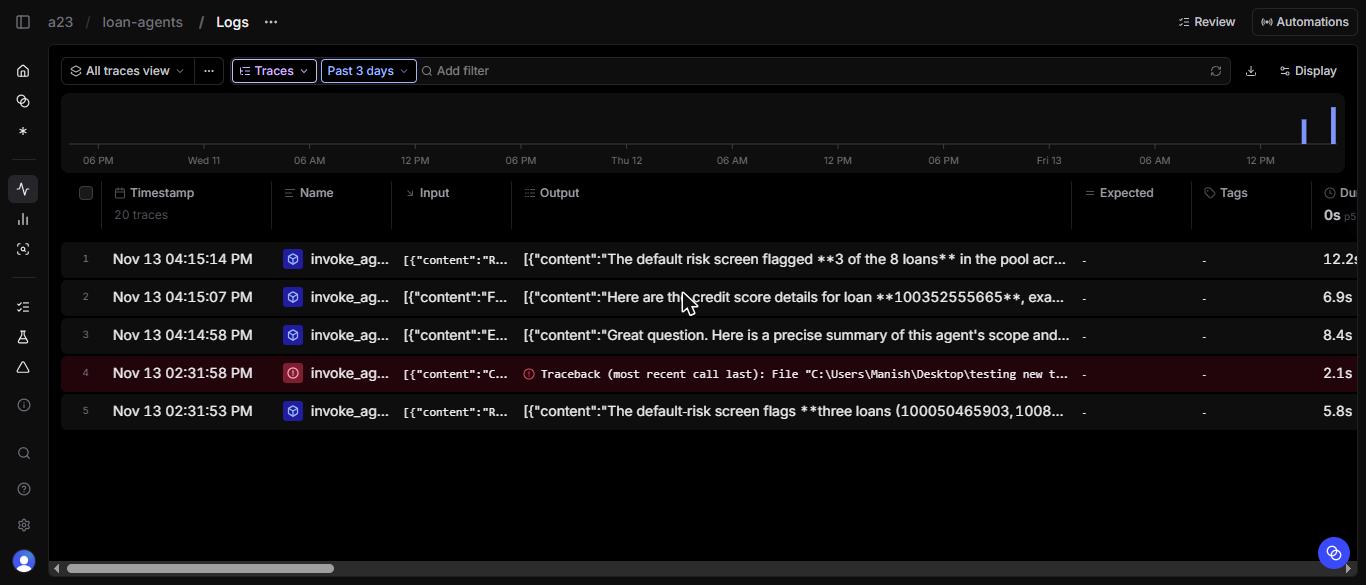 a23 / loan-agents / Logs ···
Review
Automations
All traces view ··· Traces Past 3 days Add filter
Display
06 PM Wed 11 06 AM 12 PM 06 PM Thu 12 06 AM 12 PM 06 PM Fri 13 06 AM 12 PM
Timestamp Name Input Output Expected Tags Du
20 traces 0s p5
1 Nov 13 04:15:14 PM invoke_ag... [{"content":"R... [{"content":"The default risk screen flagged **3 of the 8 loans** in the pool acr... - - 12.2s
2 Nov 13 04:15:07 PM invoke_ag... [{"content":"F... [{"content":"Here are the credit score details for loan **100352555665**, exa... - - 6.9s
3 Nov 13 04:14:58 PM invoke_ag... [{"content":"E... [{"content":"Great question. Here is a precise summary of this agent's scope and... - - 8.4s
4 Nov 13 02:31:58 PM invoke_ag... [{"content":"C... Traceback (most recent call last): File "C:\Users\Manish\Desktop\testing new t... - - 2.1s
5 Nov 13 02:31:53 PM invoke_ag... [{"content":"R... [{"content":"The default-risk screen flags **three loans (100050465903, 1008... - - 5.8s